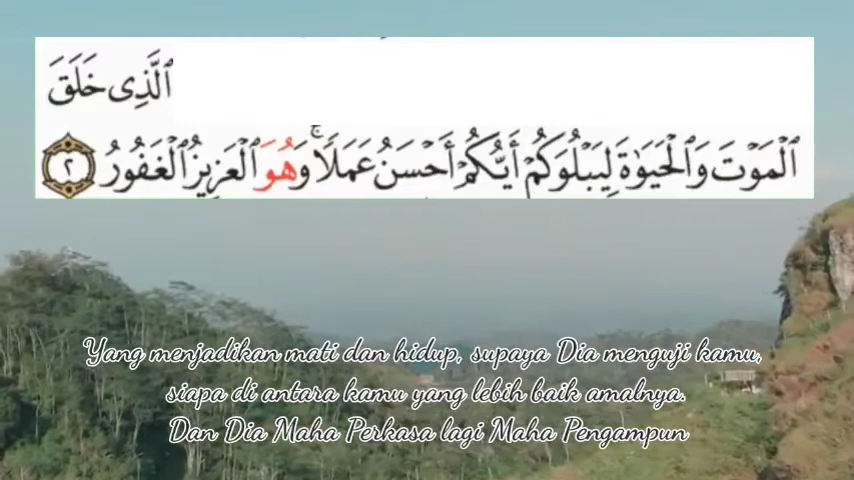 ٱلَّذِى خَلَقَ
ٱلْمَوْتَ وَٱلْحَيَوٰةَ لِيَبْلُوَكُمْ أَيُّكُمْ أَحْسَنُ عَمَلًا ۚ وَهُوَ ٱلْعَزِيزُ ٱلْغَفُورُ ٢
Yang menjadikan mati dan hidup, supaya Dia menguji kamu,
siapa di antara kamu yang lebih baik amalnya.
Dan Dia Maha Perkasa lagi Maha Pengampun